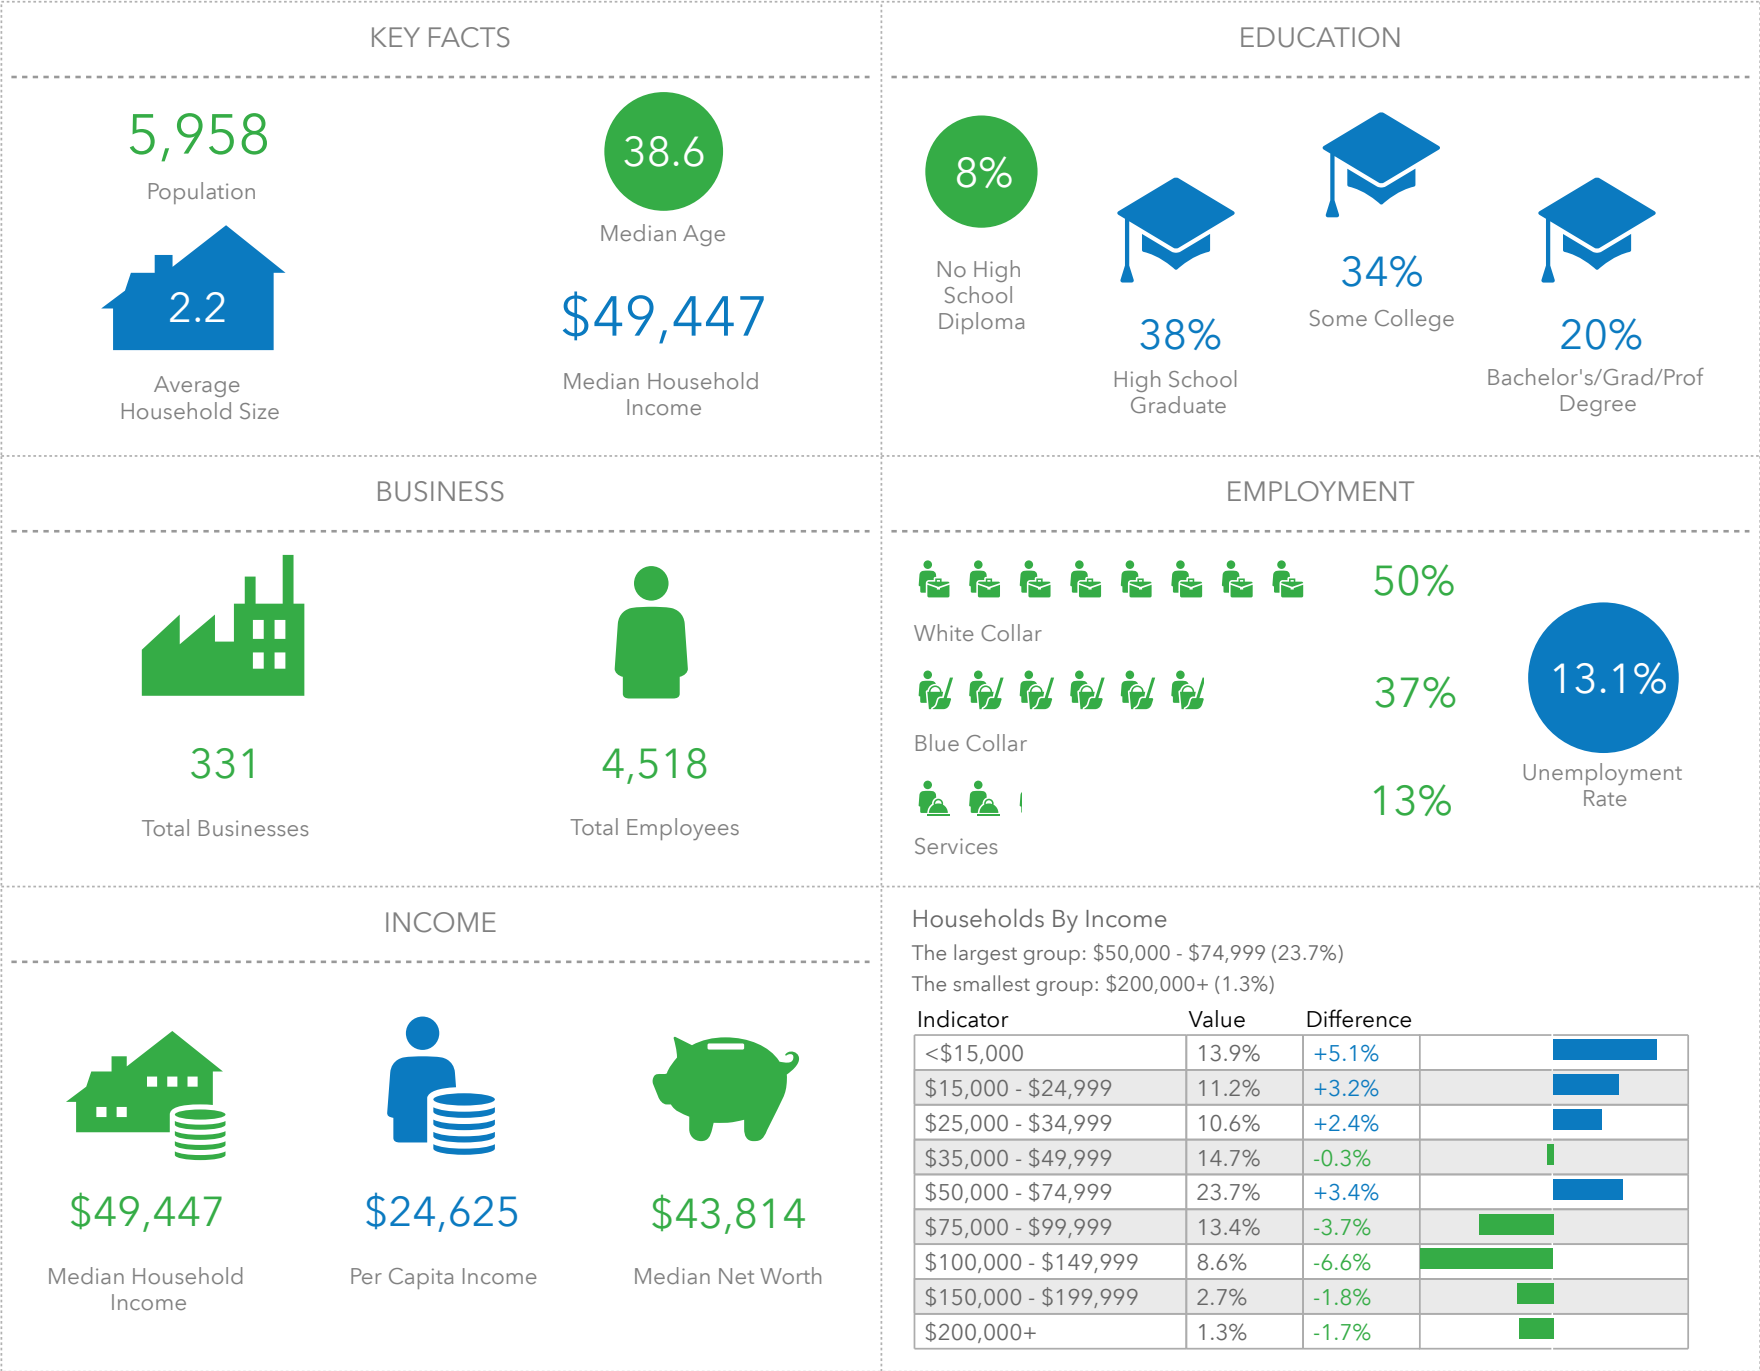 KEY FACTS
5,958
Population
38.6
Median Age
2.2
Average
Household Size
$49,447
Median Household
Income
EDUCATION
8%
No High
School
Diploma
38%
High School
Graduate
34%
Some College
20%
Bachelor's/Grad/Prof
Degree
BUSINESS
331
Total Businesses
4,518
Total Employees
EMPLOYMENT
50%
White Collar
37%
Blue Collar
13%
Services
13.1%
Unemployment
Rate
INCOME
$49,447
Median Household
Income
$24,625
Per Capita Income
$43,814
Median Net Worth
Households By Income
The largest group: $50,000 - $74,999 (23.7%)
The smallest group: $200,000+ (1.3%)
Indicator Value Difference
<$15,000 13.9% +5.1%
$15,000 - $24,999 11.2% +3.2%
$25,000 - $34,999 10.6% +2.4%
$35,000 - $49,999 14.7% -0.3%
$50,000 - $74,999 23.7% +3.4%
$75,000 - $99,999 13.4% -3.7%
$100,000 - $149,999 8.6% -6.6%
$150,000 - $199,999 2.7% -1.8%
$200,000+ 1.3% -1.7%